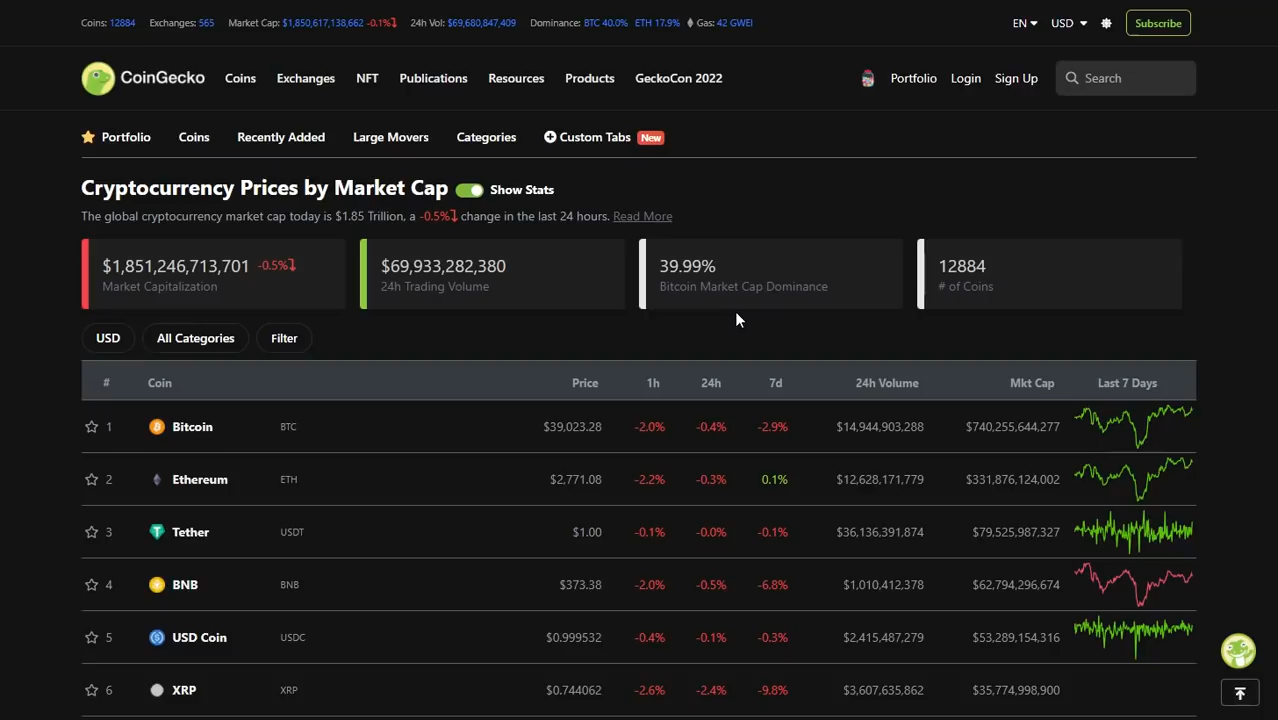 Coins: 12884 Exchanges: 565 Market Cap: $1,850,617,138,662 -0.1% 24h Vol: $69,680,847,409 Dominance: BTC 40.0% ETH 17.9% Gas: 42 GWEI EN USD Subscribe
CoinGecko Coins Exchanges NFT Publications Resources Products GeckoCon 2022 Portfolio Login Sign Up Search
Portfolio Coins Recently Added Large Movers Categories Custom Tabs New
Cryptocurrency Prices by Market Cap Show Stats
The global cryptocurrency market cap today is $1.85 Trillion, a -0.5% change in the last 24 hours. Read More
$1,851,246,713,701 -0.5% $69,933,282,380 39.99% 12884
Market Capitalization 24h Trading Volume Bitcoin Market Cap Dominance # of Coins
USD All Categories Filter
# Coin Price 1h 24h 7d 24h Volume Mkt Cap Last 7 Days
1 Bitcoin BTC $39,023.28 -2.0% -0.4% -2.9% $14,944,903,288 $740,255,644,277
2 Ethereum ETH $2,771.08 -2.2% -0.3% 0.1% $12,628,171,779 $331,876,124,002
3 Tether USDT $1.00 -0.1% -0.0% -0.1% $36,136,391,874 $79,525,987,327
4 BNB BNB $373.38 -2.0% -0.5% -6.8% $1,010,412,378 $62,794,296,674
5 USD Coin USDC $0.999532 -0.4% -0.1% -0.3% $2,415,487,279 $53,289,154,316
6 XRP XRP $0.744062 -2.6% -2.4% -9.8% $3,607,635,862 $35,774,998,900